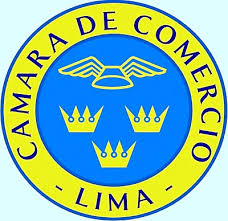 CAMARA DE COMERCIO
- LIMA -